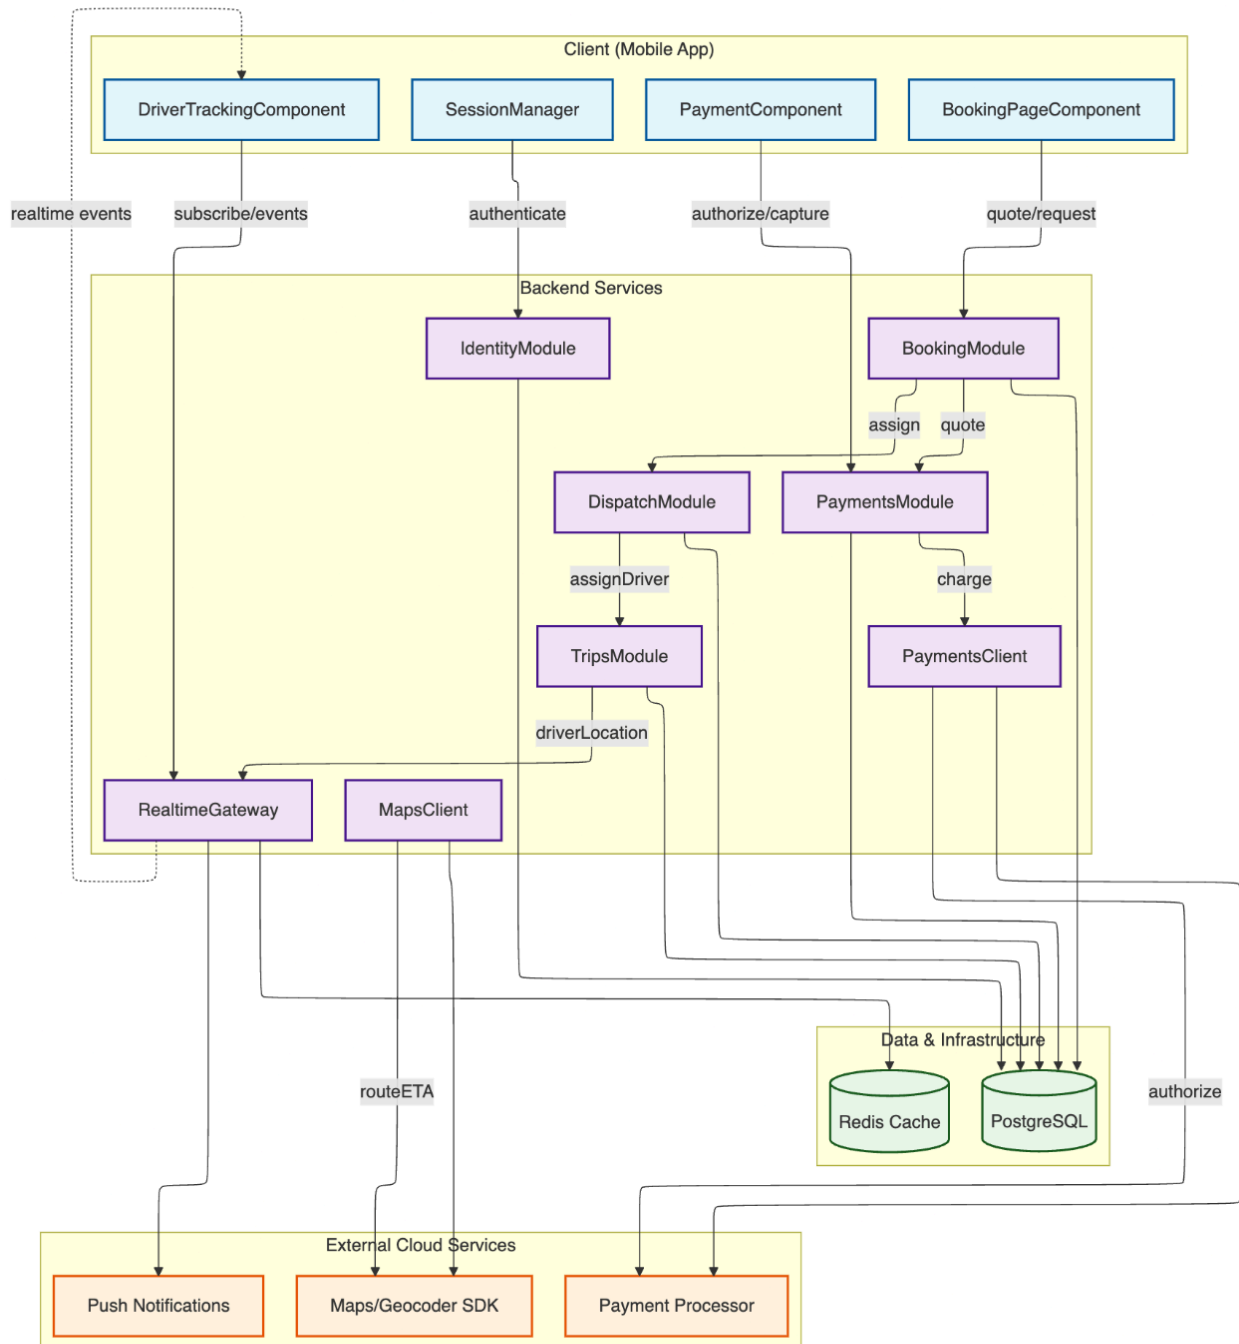 Client (Mobile App)
DriverTrackingComponent
SessionManager
PaymentComponent
BookingPageComponent
realtime events
subscribe/events
authenticate
authorize/capture
quote/request
Backend Services
IdentityModule
BookingModule
assign
quote
DispatchModule
PaymentsModule
assignDriver
charge
TripsModule
PaymentsClient
driverLocation
RealtimeGateway
MapsClient
Data & Infrastructure
routeETA
Redis Cache
PostgreSQL
authorize
External Cloud Services
Push Notifications
Maps/Geocoder SDK
Payment Processor